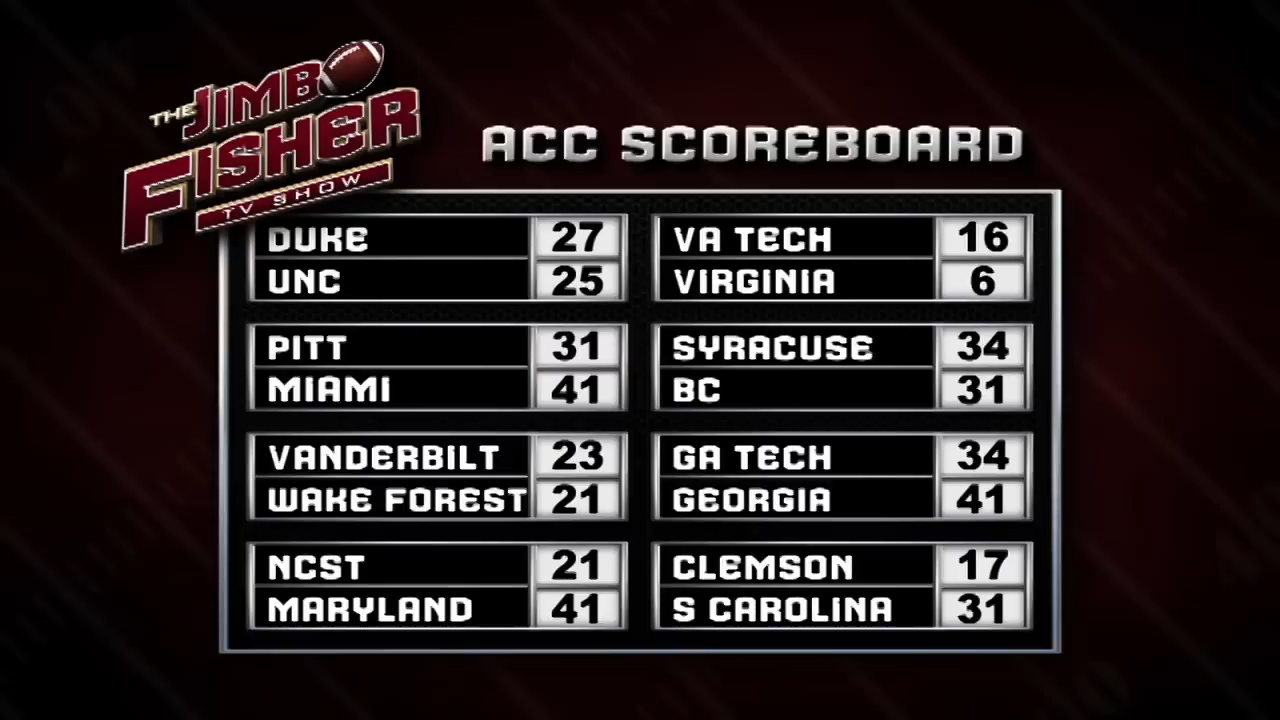 THE JIMBO
FISHER
TV SHOW
ACC SCOREBOARD
DUKE 27
UNC 25
VA TECH 16
VIRGINIA 6
PITT 31
MIAMI 41
SYRACUSE 34
BC 31
VANDERBILT 23
WAKE FOREST 21
GA TECH 34
GEORGIA 41
NCST 21
MARYLAND 41
CLEMSON 17
S CAROLINA 31